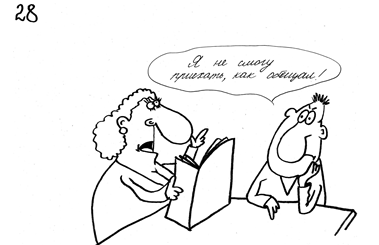 28
Я не смогу
приехать, как обещал!